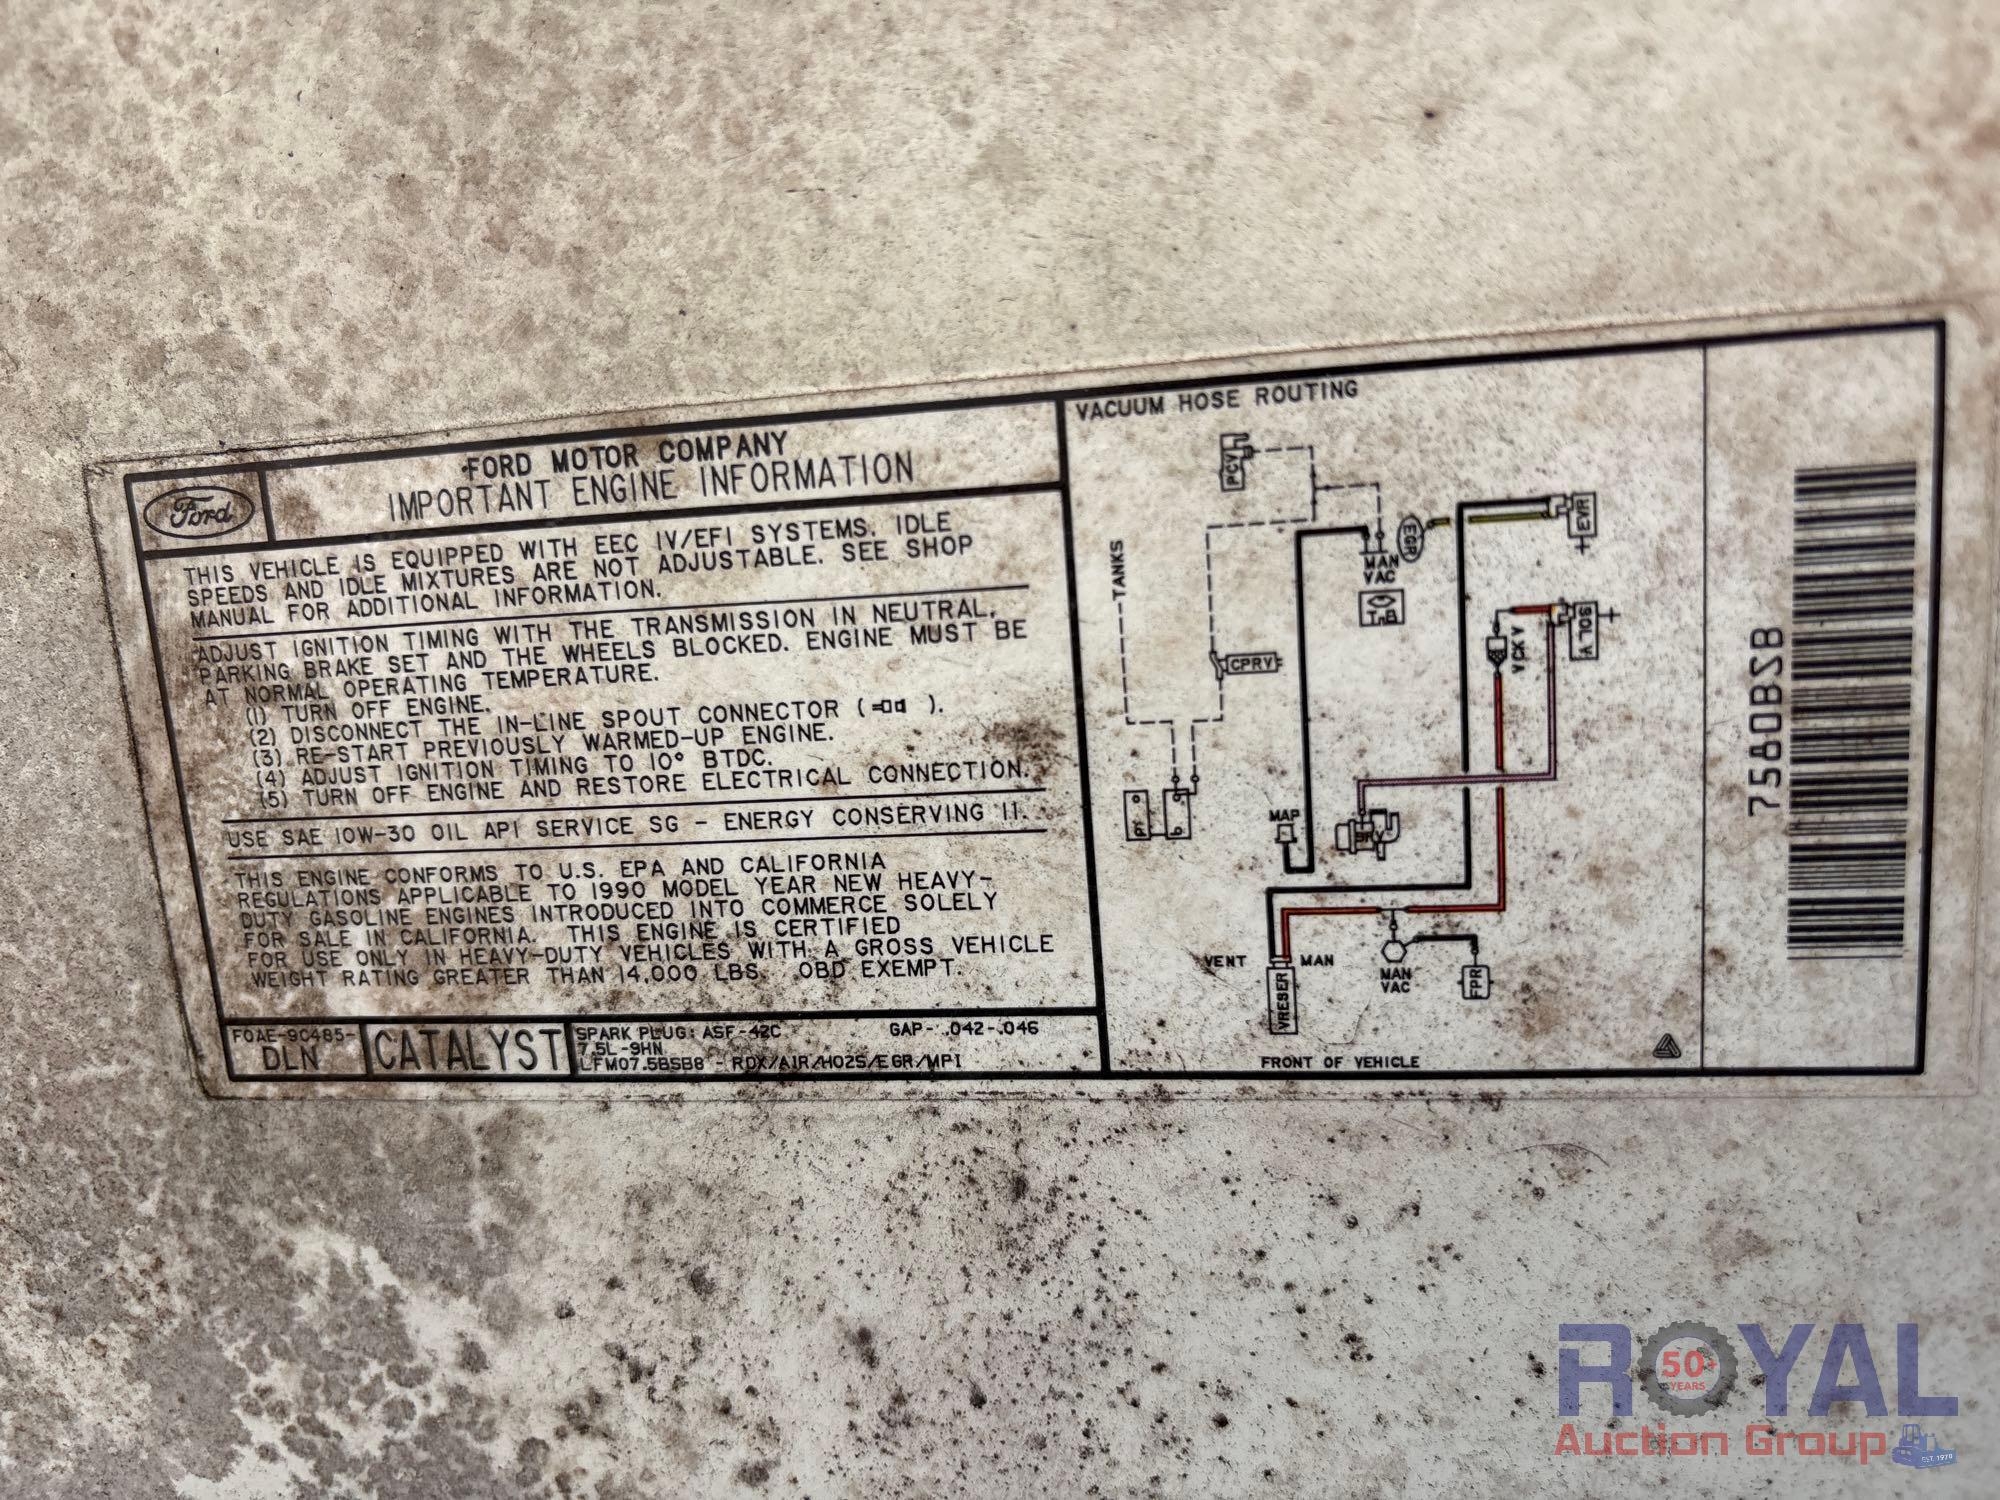 Ford
FORD MOTOR COMPANY
IMPORTANT ENGINE INFORMATION
THIS VEHICLE IS EQUIPPED WITH EEC IV/EFI SYSTEMS. IDLE
SPEEDS AND IDLE MIXTURES ARE NOT ADJUSTABLE. SEE SHOP
MANUAL FOR ADDITIONAL INFORMATION.
ADJUST IGNITION TIMING WITH THE TRANSMISSION IN NEUTRAL,
PARKING BRAKE SET AND THE WHEELS BLOCKED. ENGINE MUST BE
AT NORMAL OPERATING TEMPERATURE.
(1) TURN OFF ENGINE.
(2) DISCONNECT THE IN-LINE SPOUT CONNECTOR ( ).
(3) RE-START PREVIOUSLY WARMED-UP ENGINE.
(4) ADJUST IGNITION TIMING TO 10° BTDC.
(5) TURN OFF ENGINE AND RESTORE ELECTRICAL CONNECTION.
USE SAE 10W-30 OIL API SERVICE SG - ENERGY CONSERVING II.
THIS ENGINE CONFORMS TO U.S. EPA AND CALIFORNIA
REGULATIONS APPLICABLE TO 1990 MODEL YEAR NEW HEAVY-
DUTY GASOLINE ENGINES INTRODUCED INTO COMMERCE SOLELY
FOR SALE IN CALIFORNIA. THIS ENGINE IS CERTIFIED
FOR USE ONLY IN HEAVY-DUTY VEHICLES WITH A GROSS VEHICLE
WEIGHT RATING GREATER THAN 14,000 LBS. OBD EXEMPT.
F0AE-9C485-
DLN
CATALYST
SPARK PLUG: ASF-42C GAP- .042-.046
7.5L-9HN
LFM07.5BSB8 - RDX/AIR/HO2S/EGR/MPI
VACUUM HOSE ROUTING
PCV
TANKS
EGR
EVR
+
MAN
VAC
TB
SOL
A
+
VCKV
CPRV
MAP
BRV
VENT
MAN
VRESER
MAN
VAC
FPR
FRONT OF VEHICLE
7580BSB
ROYAL
50+
YEARS
Auction Group
EST. 1970